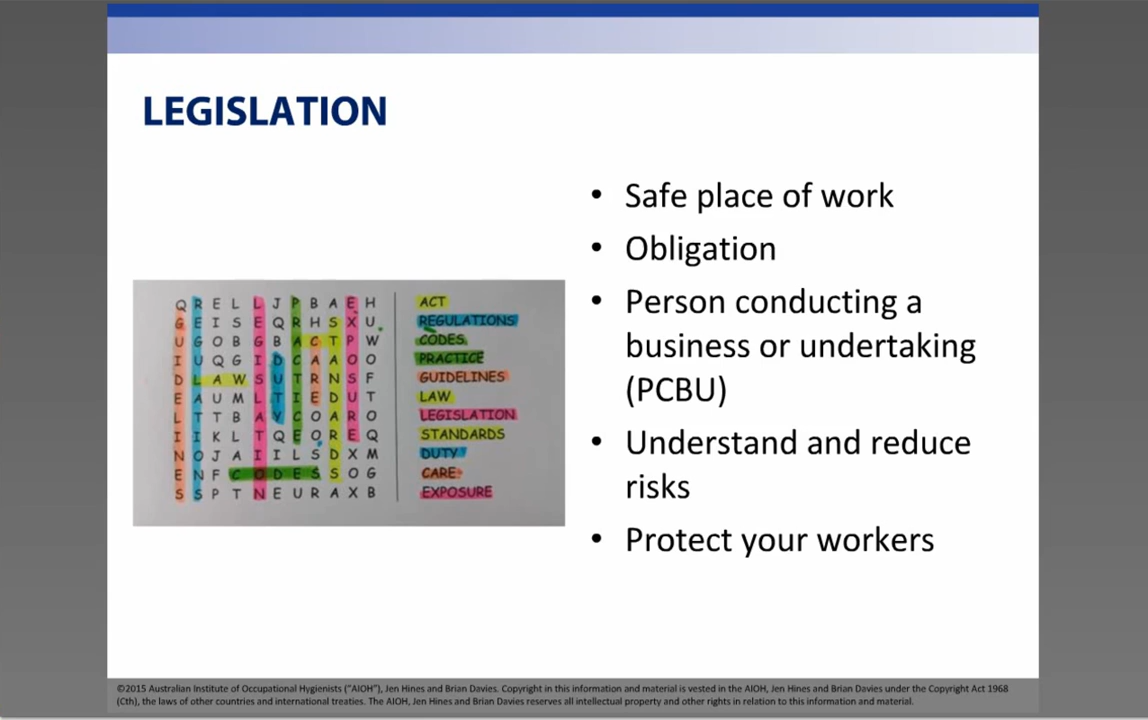 LEGISLATION
• Safe place of work
• Obligation
• Person conducting a
business or undertaking
(PCBU)
• Understand and reduce
risks
• Protect your workers
Q R E L L J P B A E H
G E I S E Q R H S X U
U G O B G B A C T P W
I U Q G I D C A A O O
D L A W S U T R N S F
E A U M L T I E D U T
L T T B A Y C O A R O
I I K L T Q E O R E Q
N O J A I I L S D X M
E N F C O D E S S O G
S S P T N E U R A X B
ACT
REGULATIONS
CODES
PRACTICE
GUIDELINES
LAW
LEGISLATION
STANDARDS
DUTY
CARE
EXPOSURE
©2015 Australian Institute of Occupational Hygienists ("AIOH"), Jen Hines and Brian Davies. Copyright in this information and material is vested in the AIOH, Jen Hines and Brian Davies under the Copyright Act 1968
(Cth), the laws of other countries and international treaties. The AIOH, Jen Hines and Brian Davies reserves all intellectual property and other rights in relation to this information and material.